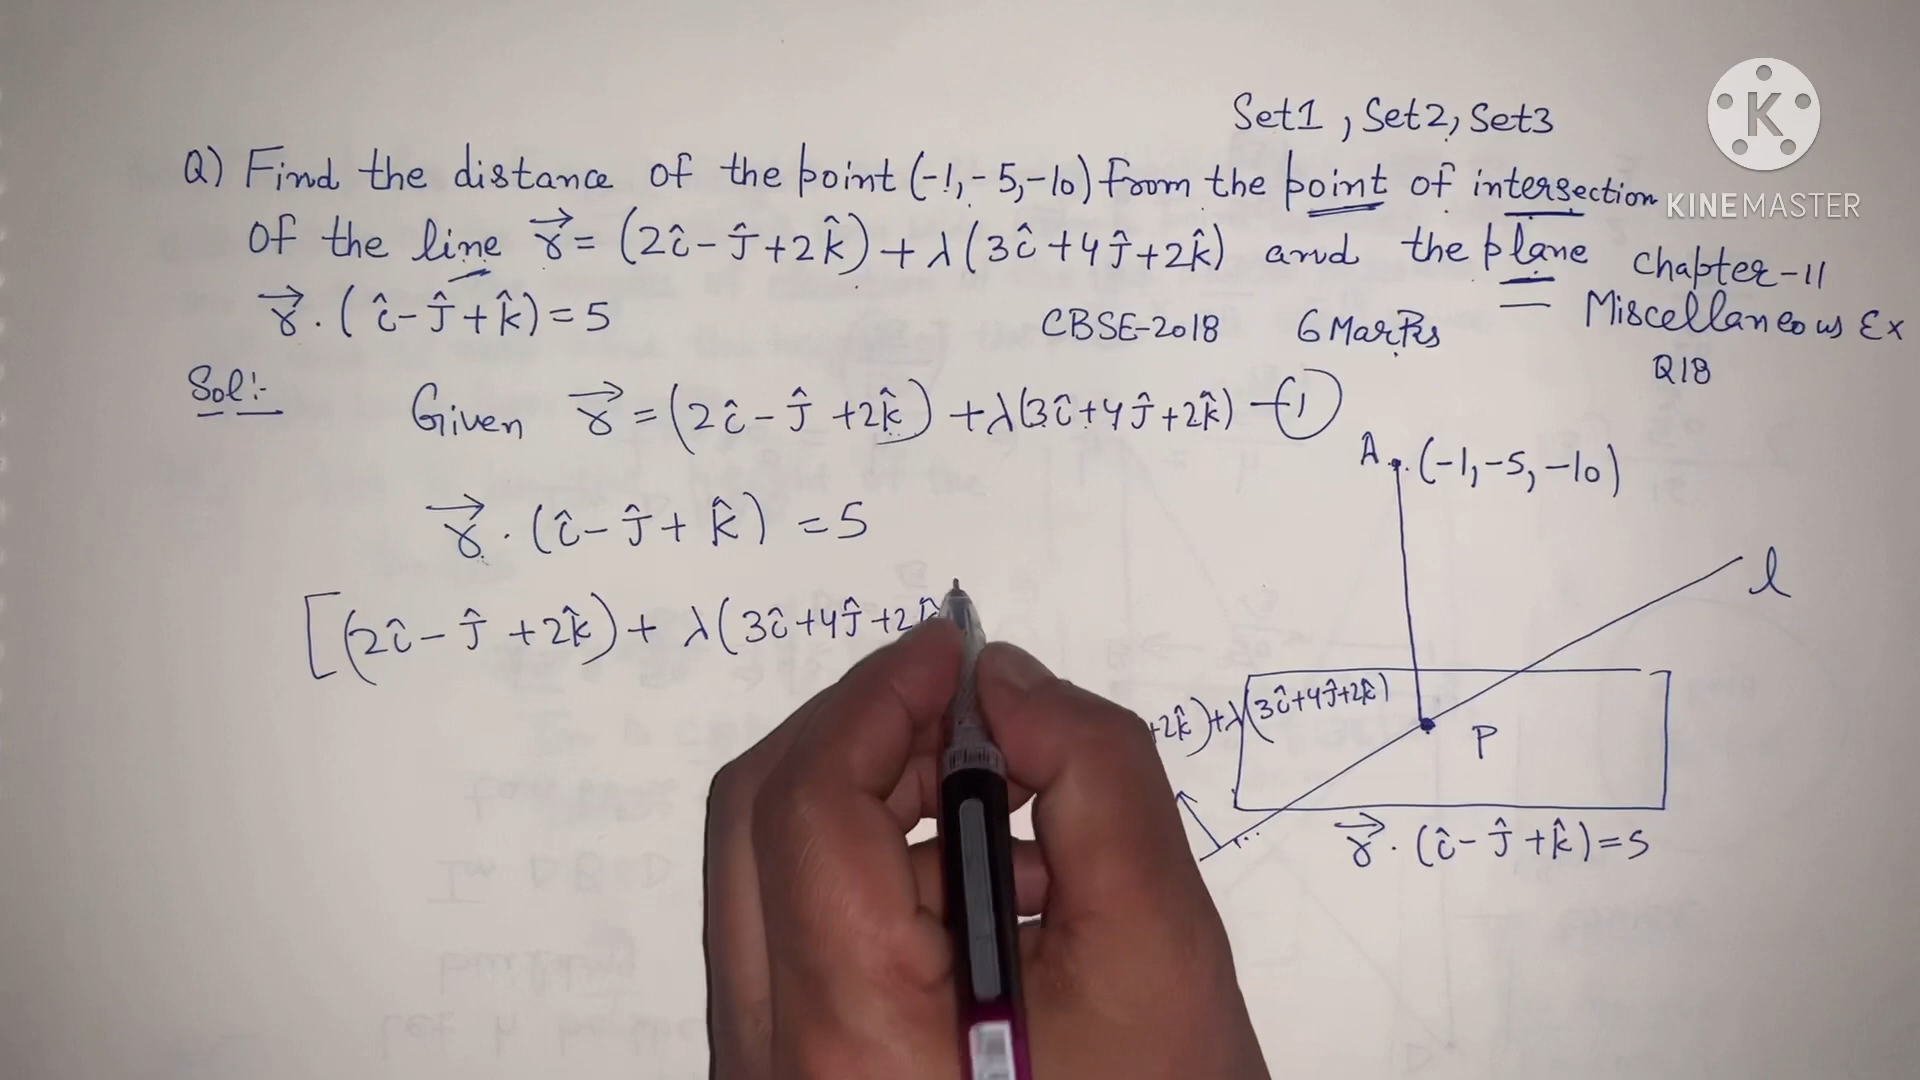 Set1, Set2, Set3
K
KINEMASTER
Q) Find the distance of the point (-1,-5,-10) from the point of intersection
of the line r⃗ = (2î - ĵ + 2k̂) + λ(3î + 4ĵ + 2k̂) and the plane
r⃗ . (î - ĵ + k̂) = 5
Chapter-11
Miscellaneous Ex
Q18
CBSE-2018 6 Marks
Sol:-
Given r⃗ = (2î - ĵ + 2k̂) + λ(3î + 4ĵ + 2k̂) —①
r⃗ . (î - ĵ + k̂) = 5
[(2î - ĵ + 2k̂) + λ(3î + 4ĵ + 2k̂
A . (-1, -5, -10)
l
+2k̂) + λ(3î + 4ĵ + 2k̂)
P
r⃗ . (î - ĵ + k̂) = 5